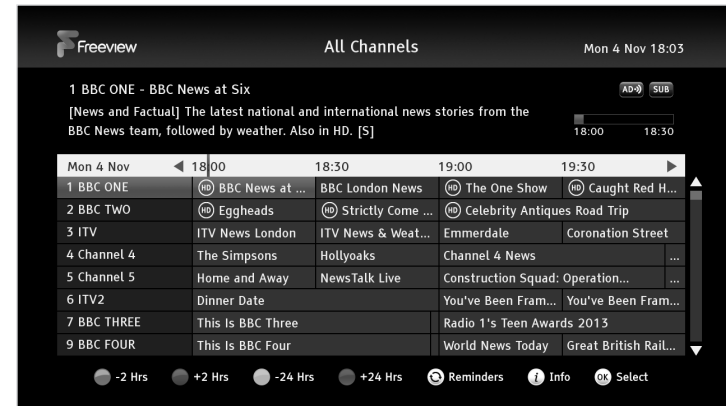 Freeview All Channels Mon 4 Nov 18:03
1 BBC ONE - BBC News at Six AD SUB
[News and Factual] The latest national and international news stories from the
BBC News team, followed by weather. Also in HD. [S]
18:00 18:30
Mon 4 Nov 18:00 18:30 19:00 19:30
1 BBC ONE HD BBC News at ... BBC London News HD The One Show HD Caught Red H...
2 BBC TWO HD Eggheads HD Strictly Come ... HD Celebrity Antiques Road Trip
3 ITV ITV News London ITV News & Weat... Emmerdale Coronation Street
4 Channel 4 The Simpsons Hollyoaks Channel 4 News ...
5 Channel 5 Home and Away NewsTalk Live Construction Squad: Operation... ...
6 ITV2 Dinner Date You've Been Fram... You've Been Fram...
7 BBC THREE This Is BBC Three Radio 1's Teen Awards 2013
9 BBC FOUR This Is BBC Four World News Today Great British Rail...
-2 Hrs +2 Hrs -24 Hrs +24 Hrs Reminders i Info OK Select